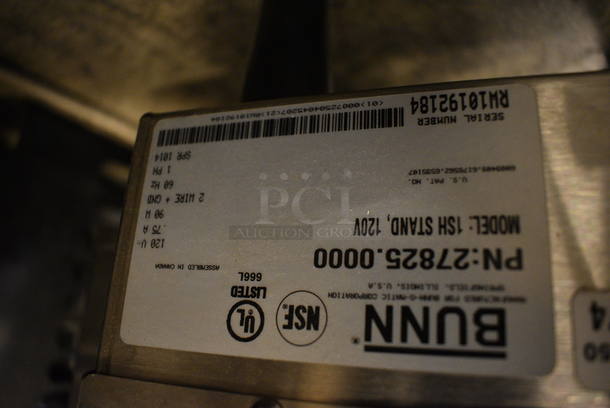 BUNN®
MANUFACTURED FOR BUNN-O-MATIC CORPORATION
SPRINGFIELD, ILLINOIS, U.S.A
NSF®
UL
LISTED
666L
PN:27825.0000
MODEL: 1SH STAND, 120V
ASSEMBLED IN CANADA
120 V~
.75 A
90 W
60 Hz
1 PH
2 WIRE + GND
SPR 1014
U.S. PAT. NO.
SERIAL NUMBER
RW10192184
PCI
AUCTION GROUP